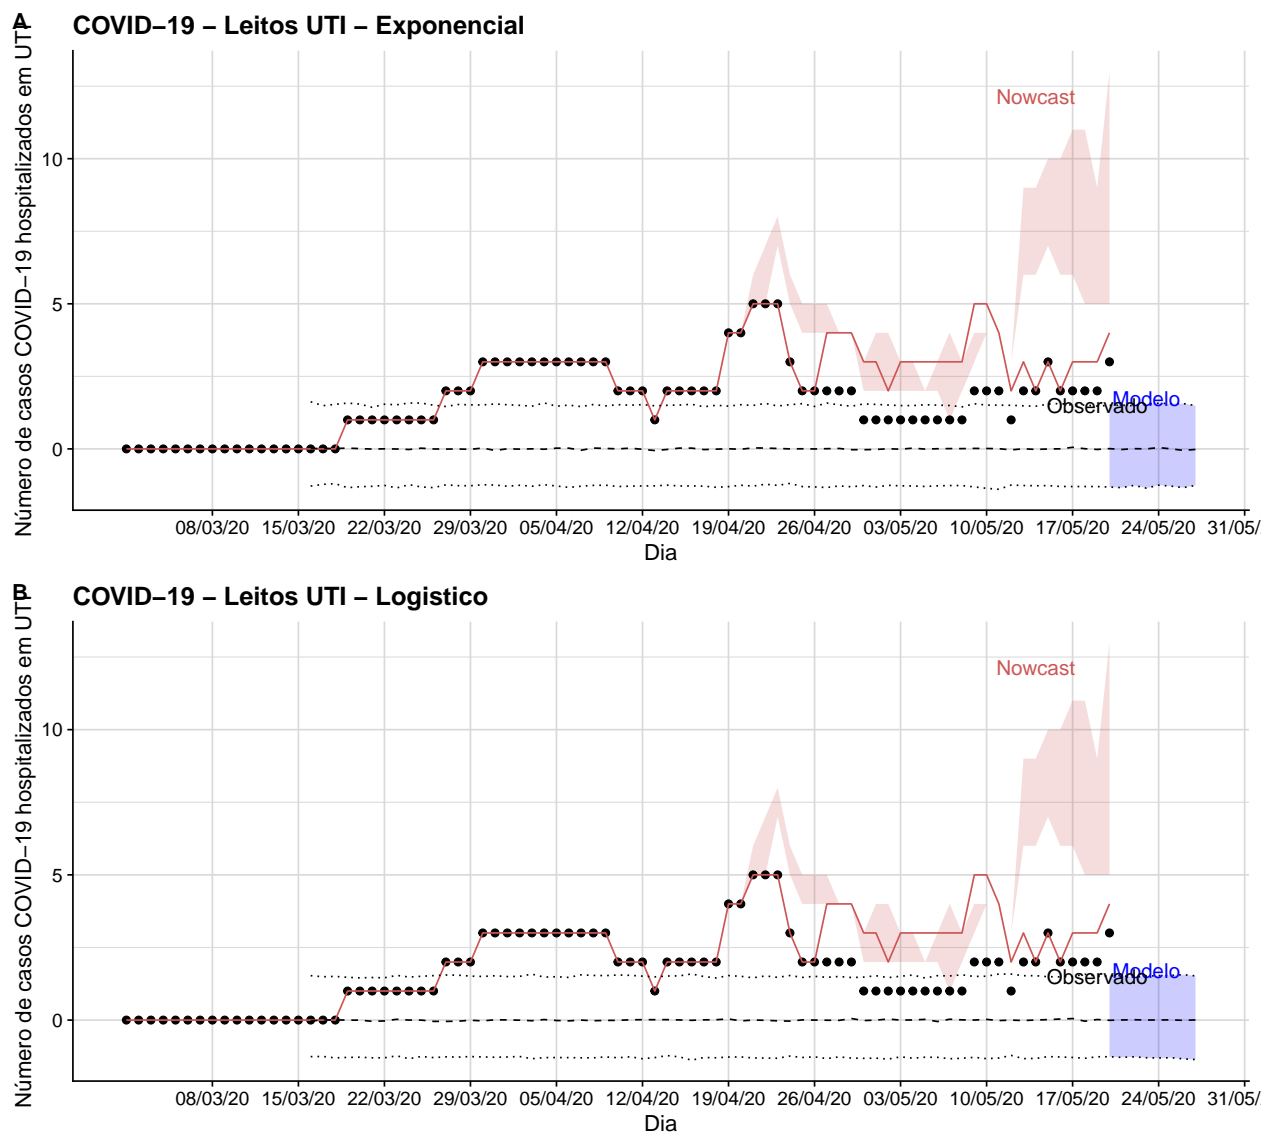 A
COVID–19 – Leitos UTI – Exponencial
Número de casos COVID–19 hospitalizados em UTI
10
5
0
Nowcast
Modelo
Observado
08/03/20 15/03/20 22/03/20 29/03/20 05/04/20 12/04/20 19/04/20 26/04/20 03/05/20 10/05/20 17/05/20 24/05/20 31/05/
Dia
B
COVID–19 – Leitos UTI – Logistico
Número de casos COVID–19 hospitalizados em UTI
10
5
0
Nowcast
Modelo
Observado
08/03/20 15/03/20 22/03/20 29/03/20 05/04/20 12/04/20 19/04/20 26/04/20 03/05/20 10/05/20 17/05/20 24/05/20 31/05/
Dia